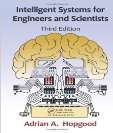 Intelligent Systems for
Engineers and Scientists
Third Edition
Adrian A. Hopgood